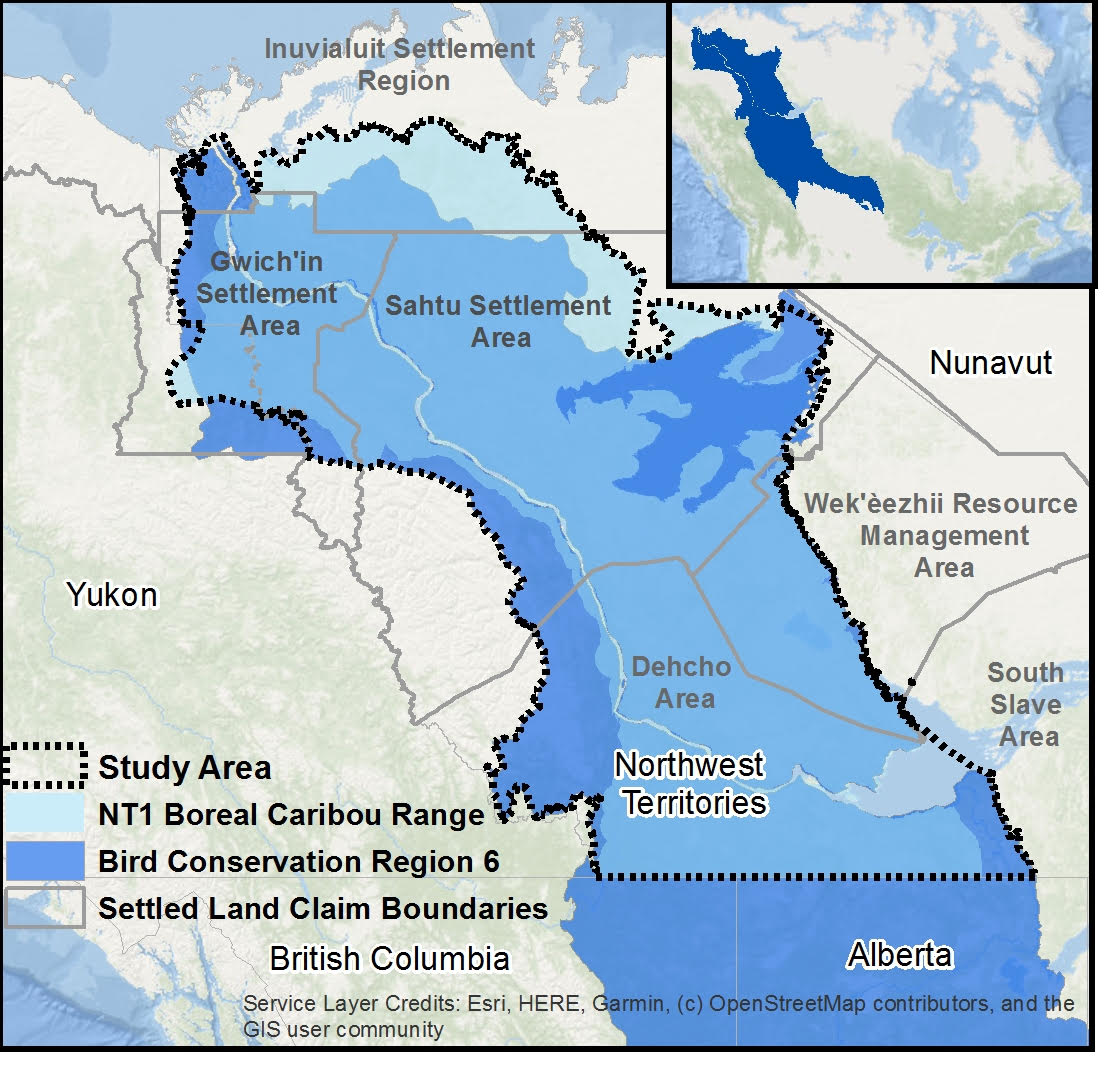 Inuvialuit Settlement
Region
Gwich'in
Settlement
Area
Sahtu Settlement
Area
Nunavut
Wek'èezhii Resource
Management
Area
Yukon
Dehcho
Area
South
Slave
Area
Northwest
Territories
Study Area
NT1 Boreal Caribou Range
Bird Conservation Region 6
Settled Land Claim Boundaries
British Columbia
Alberta
Service Layer Credits: Esri, HERE, Garmin, (c) OpenStreetMap contributors, and the
GIS user community